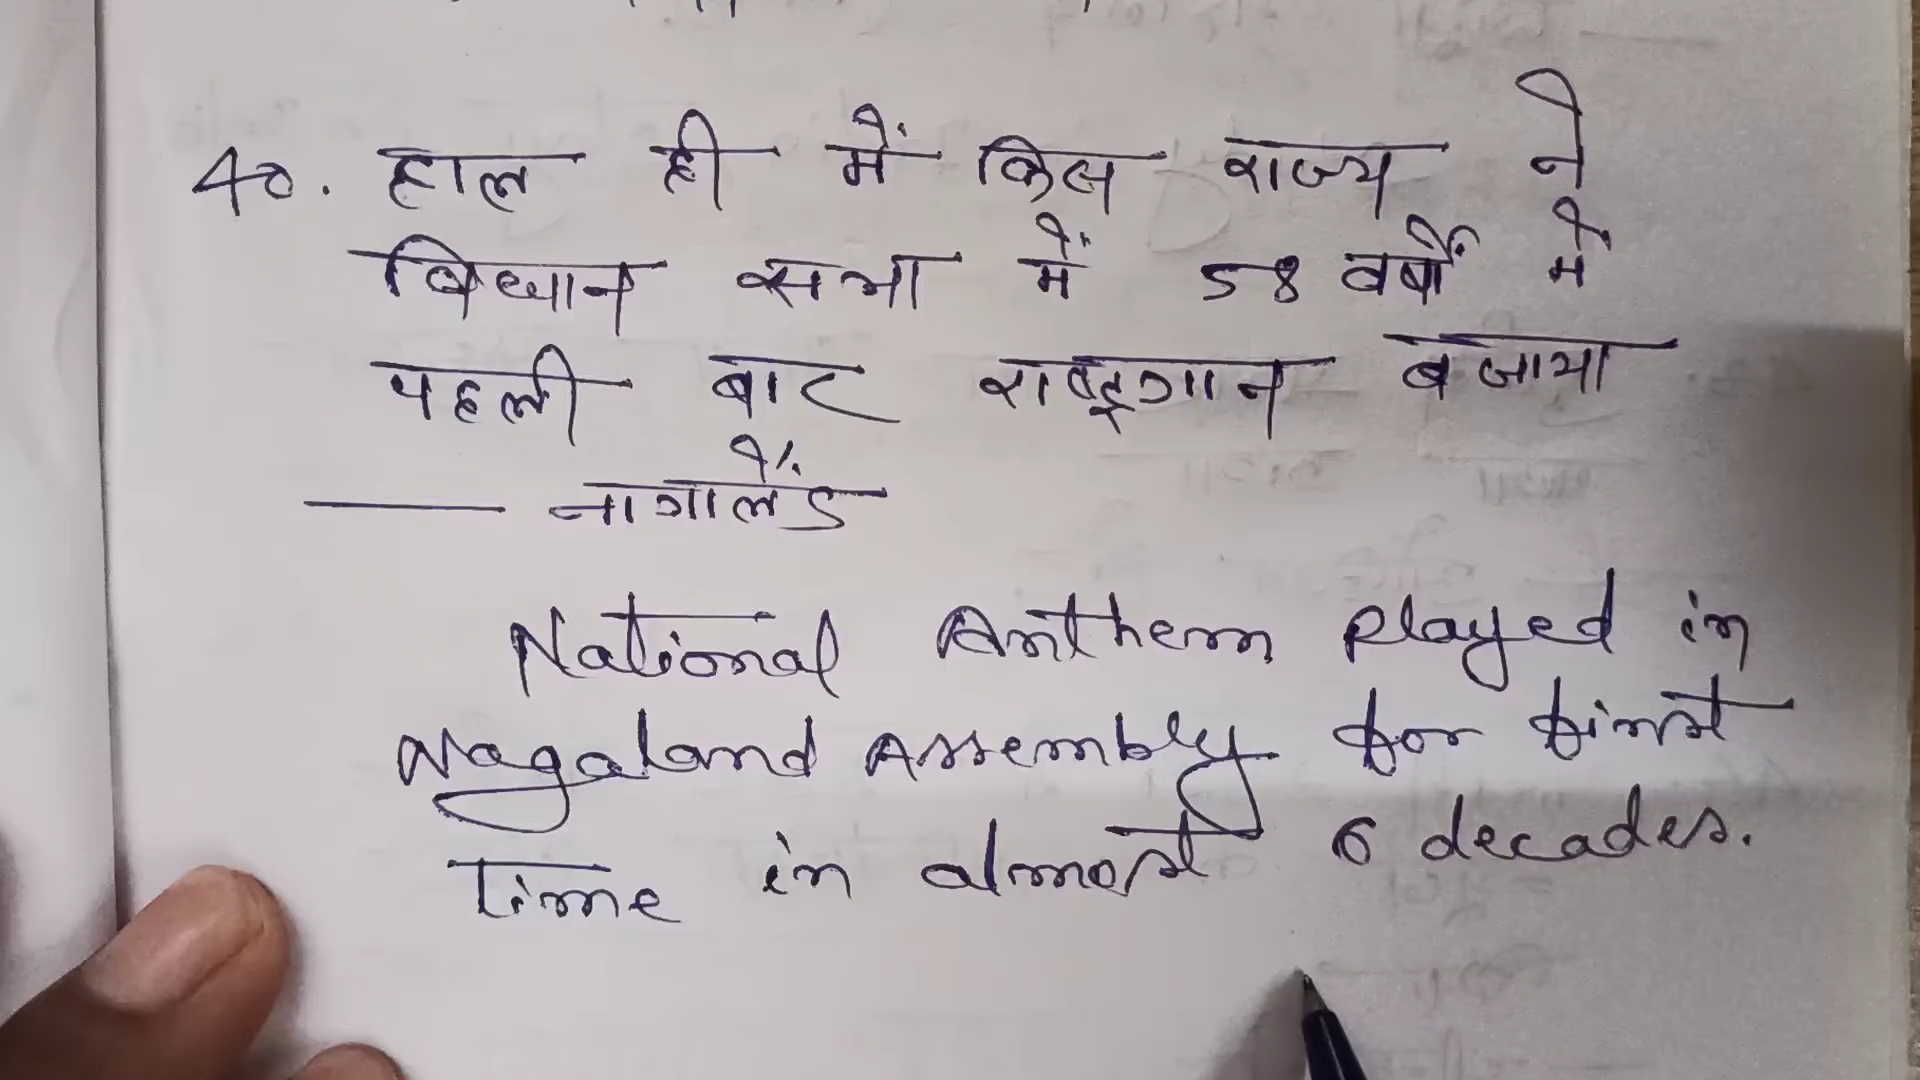 40. हाल ही में किस राज्य ने
विधान सभा में 58 वर्षों मे
पहली बार राष्ट्रगान बजाया
— नागालैंड
National Anthem played in
Nagaland Assembly for first
time in almost 6 decades.